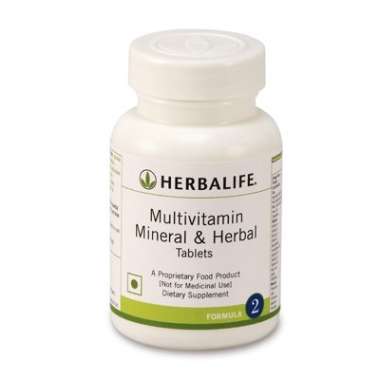 HERBALIFE®
Multivitamin
Mineral & Herbal
Tablets
A Proprietary Food Product
[Not for Medicinal Use]
Dietary Supplement
FORMULA 2